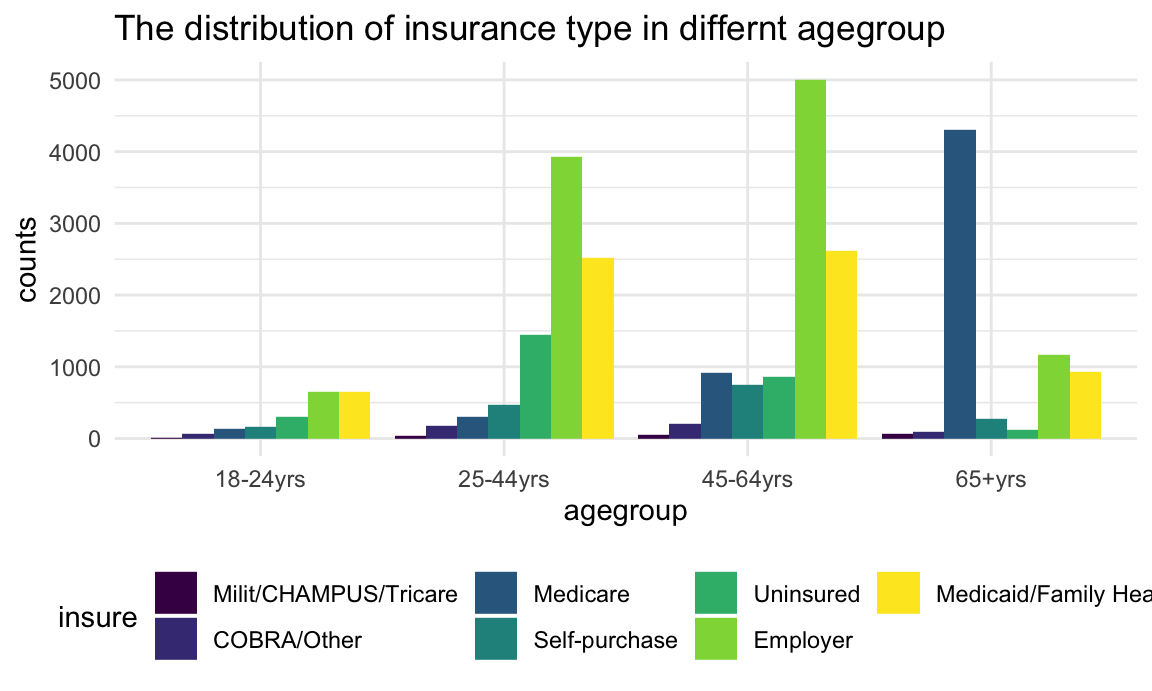 The distribution of insurance type in differnt agegroup
5000
4000
3000
2000
1000
0
counts
18-24yrs 25-44yrs 45-64yrs 65+yrs
agegroup
insure
Milit/CHAMPUS/Tricare Medicare Uninsured Medicaid/Family Hea
COBRA/Other Self-purchase Employer